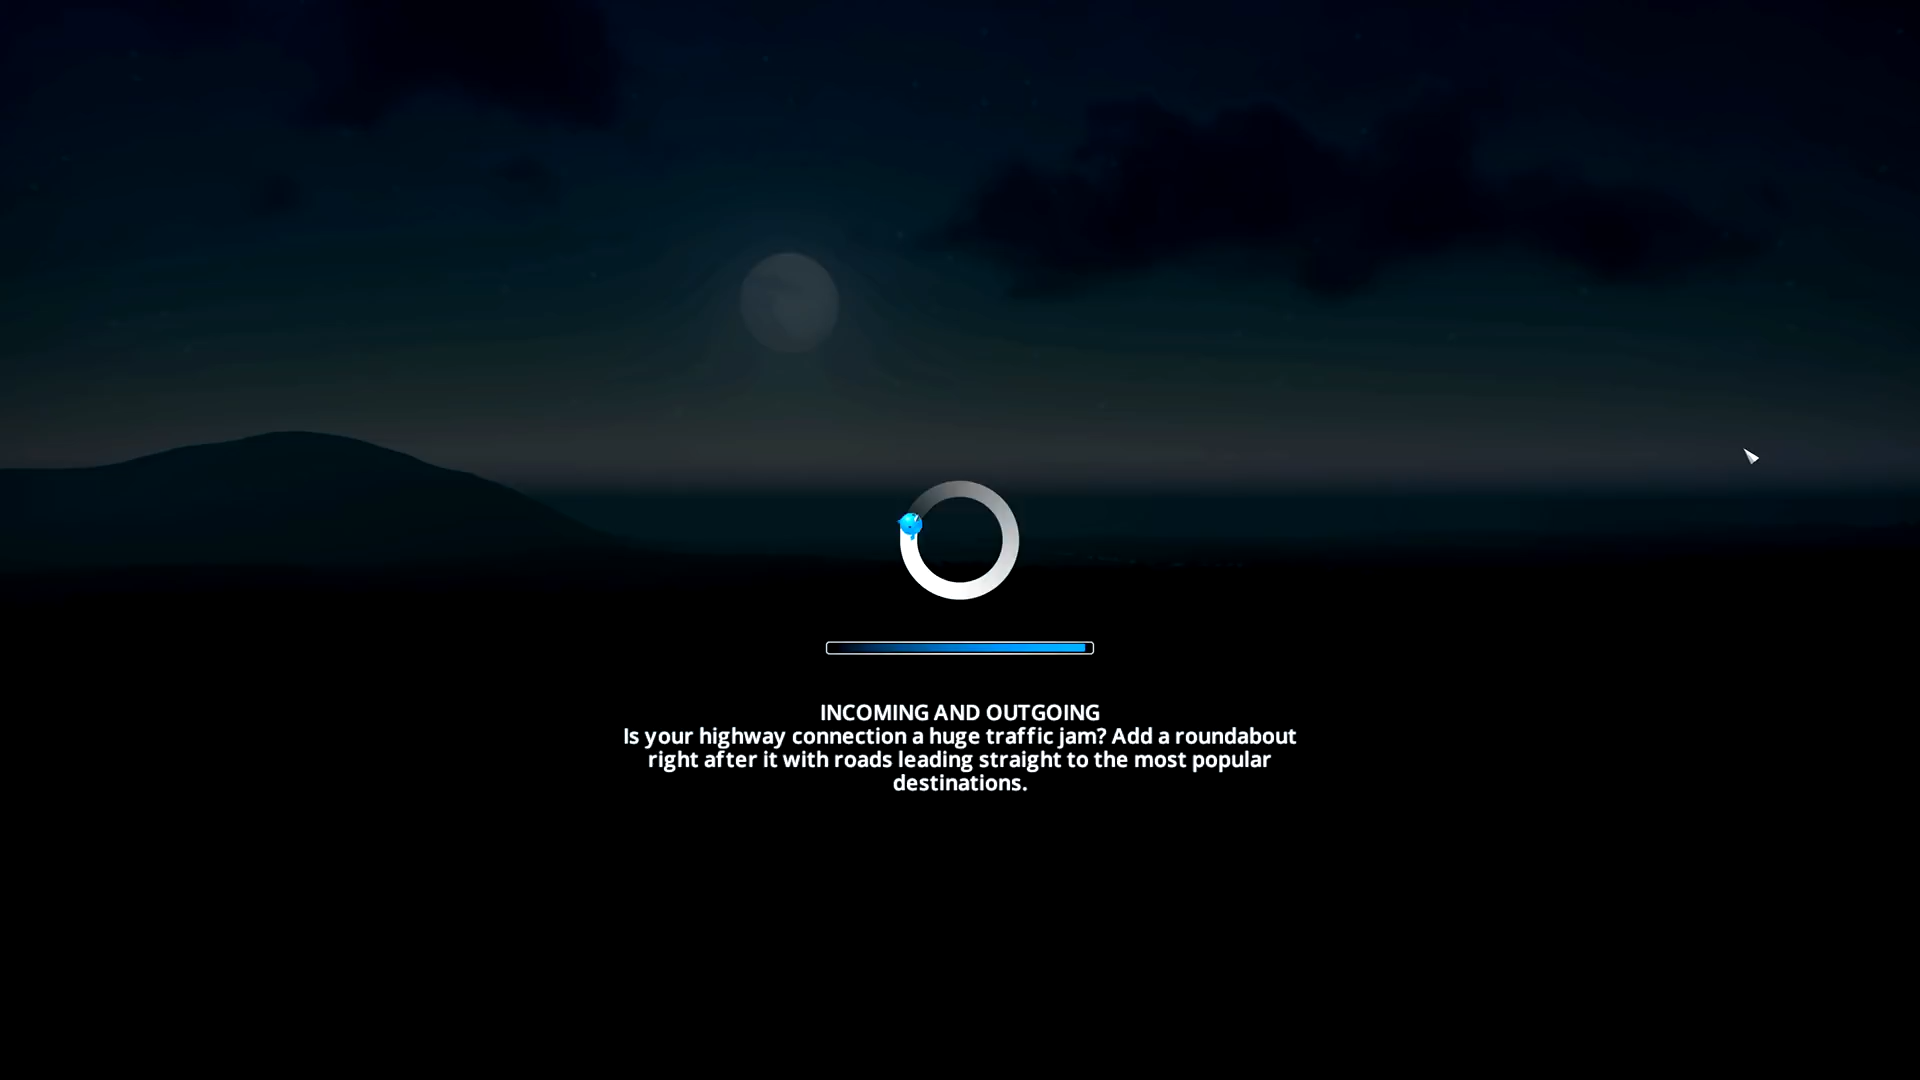 INCOMING AND OUTGOING
Is your highway connection a huge traffic jam? Add a roundabout
right after it with roads leading straight to the most popular
destinations.